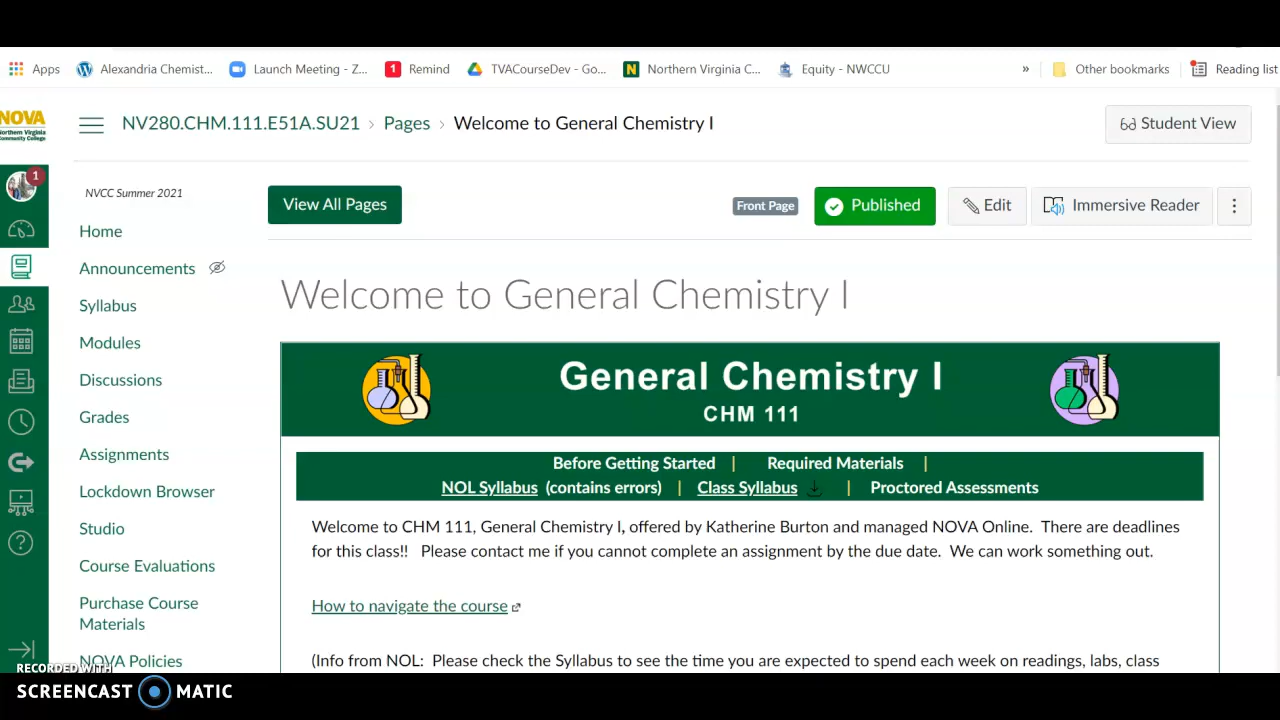 Apps Alexandria Chemist... Launch Meeting - Z... 1 Remind TVACourseDev - Go... N Northern Virginia C... Equity - NWCCU » Other bookmarks Reading list
NOVA
Northern Virginia
Community College
NV280.CHM.111.E51A.SU21 › Pages › Welcome to General Chemistry I
Student View
1
NVCC Summer 2021
View All Pages
Front Page
Published
Edit
Immersive Reader
Home
Announcements
Syllabus
Modules
Discussions
Grades
Assignments
Lockdown Browser
Studio
Course Evaluations
Purchase Course
Materials
NOVA Policies
Welcome to General Chemistry I
General Chemistry I
CHM 111
Before Getting Started | Required Materials |
NOL Syllabus (contains errors) | Class Syllabus | Proctored Assessments
Welcome to CHM 111, General Chemistry I, offered by Katherine Burton and managed NOVA Online. There are deadlines
for this class!! Please contact me if you cannot complete an assignment by the due date. We can work something out.
How to navigate the course
(Info from NOL: Please check the Syllabus to see the time you are expected to spend each week on readings, labs, class
RECORDED WITH
SCREENCAST MATIC